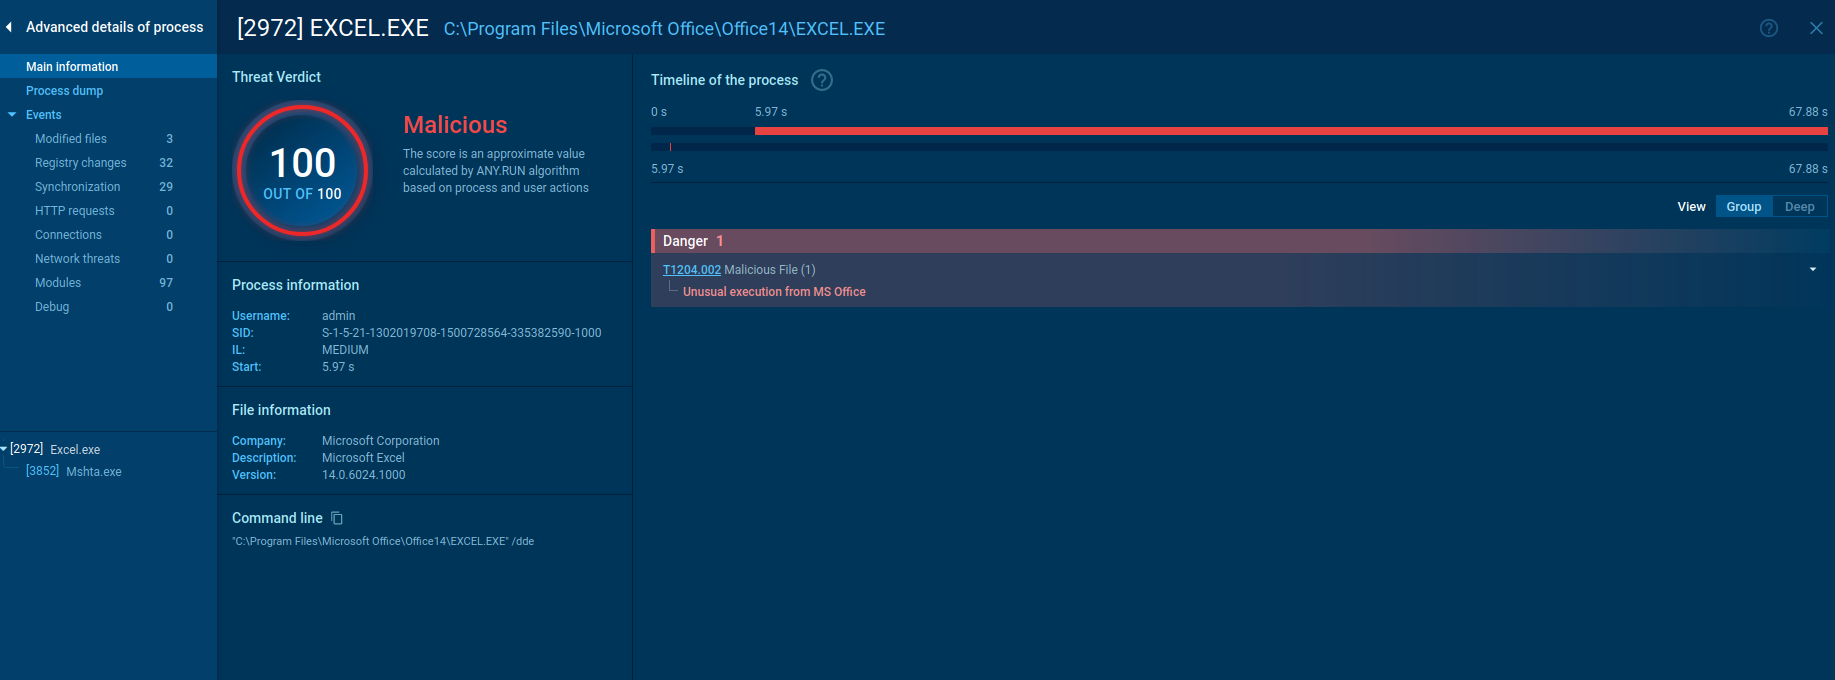 Advanced details of process
[2972] EXCEL.EXE C:\Program Files\Microsoft Office\Office14\EXCEL.EXE
?
Main information
Process dump
Events
Modified files 3
Registry changes 32
Synchronization 29
HTTP requests 0
Connections 0
Network threats 0
Modules 97
Debug 0
[2972] Excel.exe
[3852] Mshta.exe
Threat Verdict
100
OUT OF 100
Malicious
The score is an approximate value
calculated by ANY.RUN algorithm
based on process and user actions
Process information
Username: admin
SID: S-1-5-21-1302019708-1500728564-335382590-1000
IL: MEDIUM
Start: 5.97 s
File information
Company: Microsoft Corporation
Description: Microsoft Excel
Version: 14.0.6024.1000
Command line
"C:\Program Files\Microsoft Office\Office14\EXCEL.EXE" /dde
Timeline of the process ?
0 s 5.97 s 67.88 s
5.97 s 67.88 s
View Group Deep
Danger 1
T1204.002 Malicious File (1)
Unusual execution from MS Office